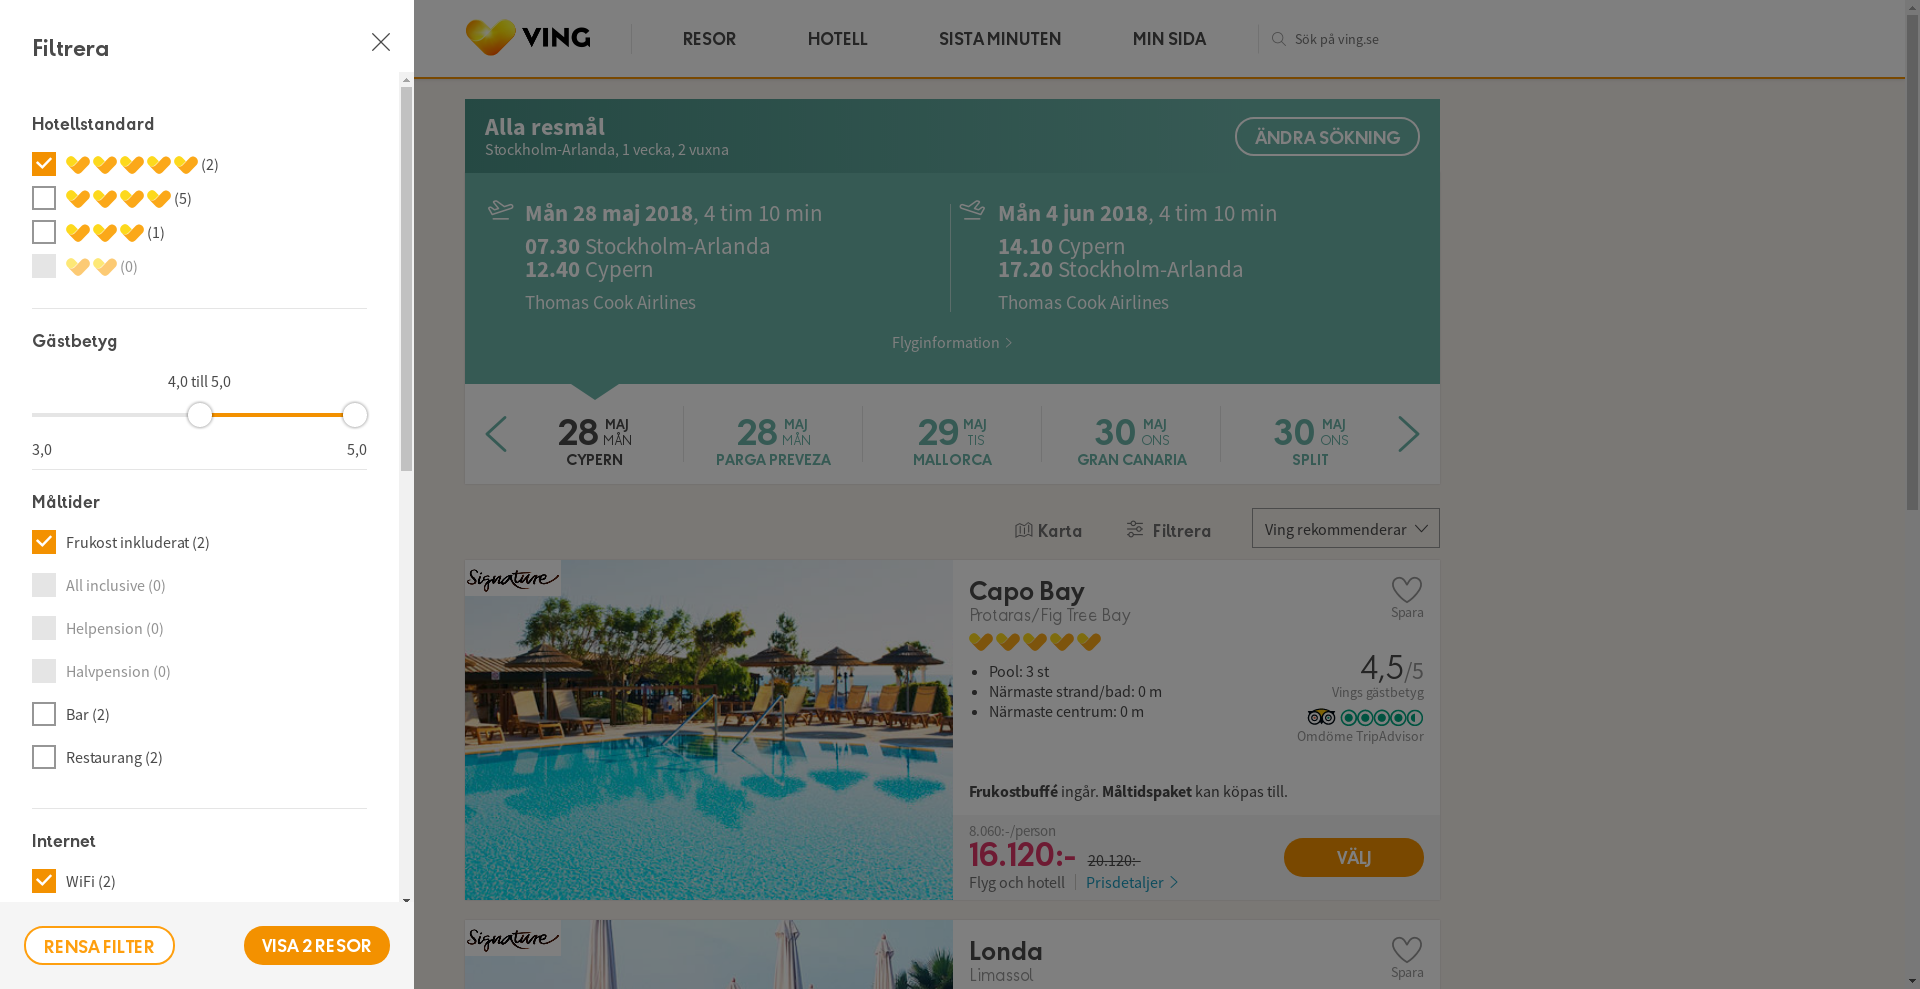 Filtrera
Hotellstandard
(2)
(5)
(1)
(0)
Gästbetyg
4,0 till 5,0
3,0 5,0
Måltider
Frukost inkluderat (2)
All inclusive (0)
Helpension (0)
Halvpension (0)
Bar (2)
Restaurang (2)
Internet
WiFi (2)
RENSA FILTER VISA 2 RESOR
VING RESOR HOTELL SISTA MINUTEN MIN SIDA Sök på ving.se
Alla resmål
Stockholm-Arlanda, 1 vecka, 2 vuxna
ÄNDRA SÖKNING
Mån 28 maj 2018, 4 tim 10 min
07.30 Stockholm-Arlanda
12.40 Cypern
Thomas Cook Airlines
Mån 4 jun 2018, 4 tim 10 min
14.10 Cypern
17.20 Stockholm-Arlanda
Thomas Cook Airlines
Flyginformation
28 MAJ MÅN
CYPERN
28 MAJ MÅN
PARGA PREVEZA
29 MAJ TIS
MALLORCA
30 MAJ ONS
GRAN CANARIA
30 MAJ ONS
SPLIT
Karta Filtrera Ving rekommenderar
Signature
Capo Bay
Protaras/Fig Tree Bay
Spara
Pool: 3 st
Närmaste strand/bad: 0 m
Närmaste centrum: 0 m
4,5/5
Vings gästbetyg
Omdöme TripAdvisor
Frukostbuffé ingår. Måltidspaket kan köpas till.
8.060:-/person
16.120:- 20.120:-
Flyg och hotell Prisdetaljer
VÄLJ
Signature
Londa
Limassol
Spara